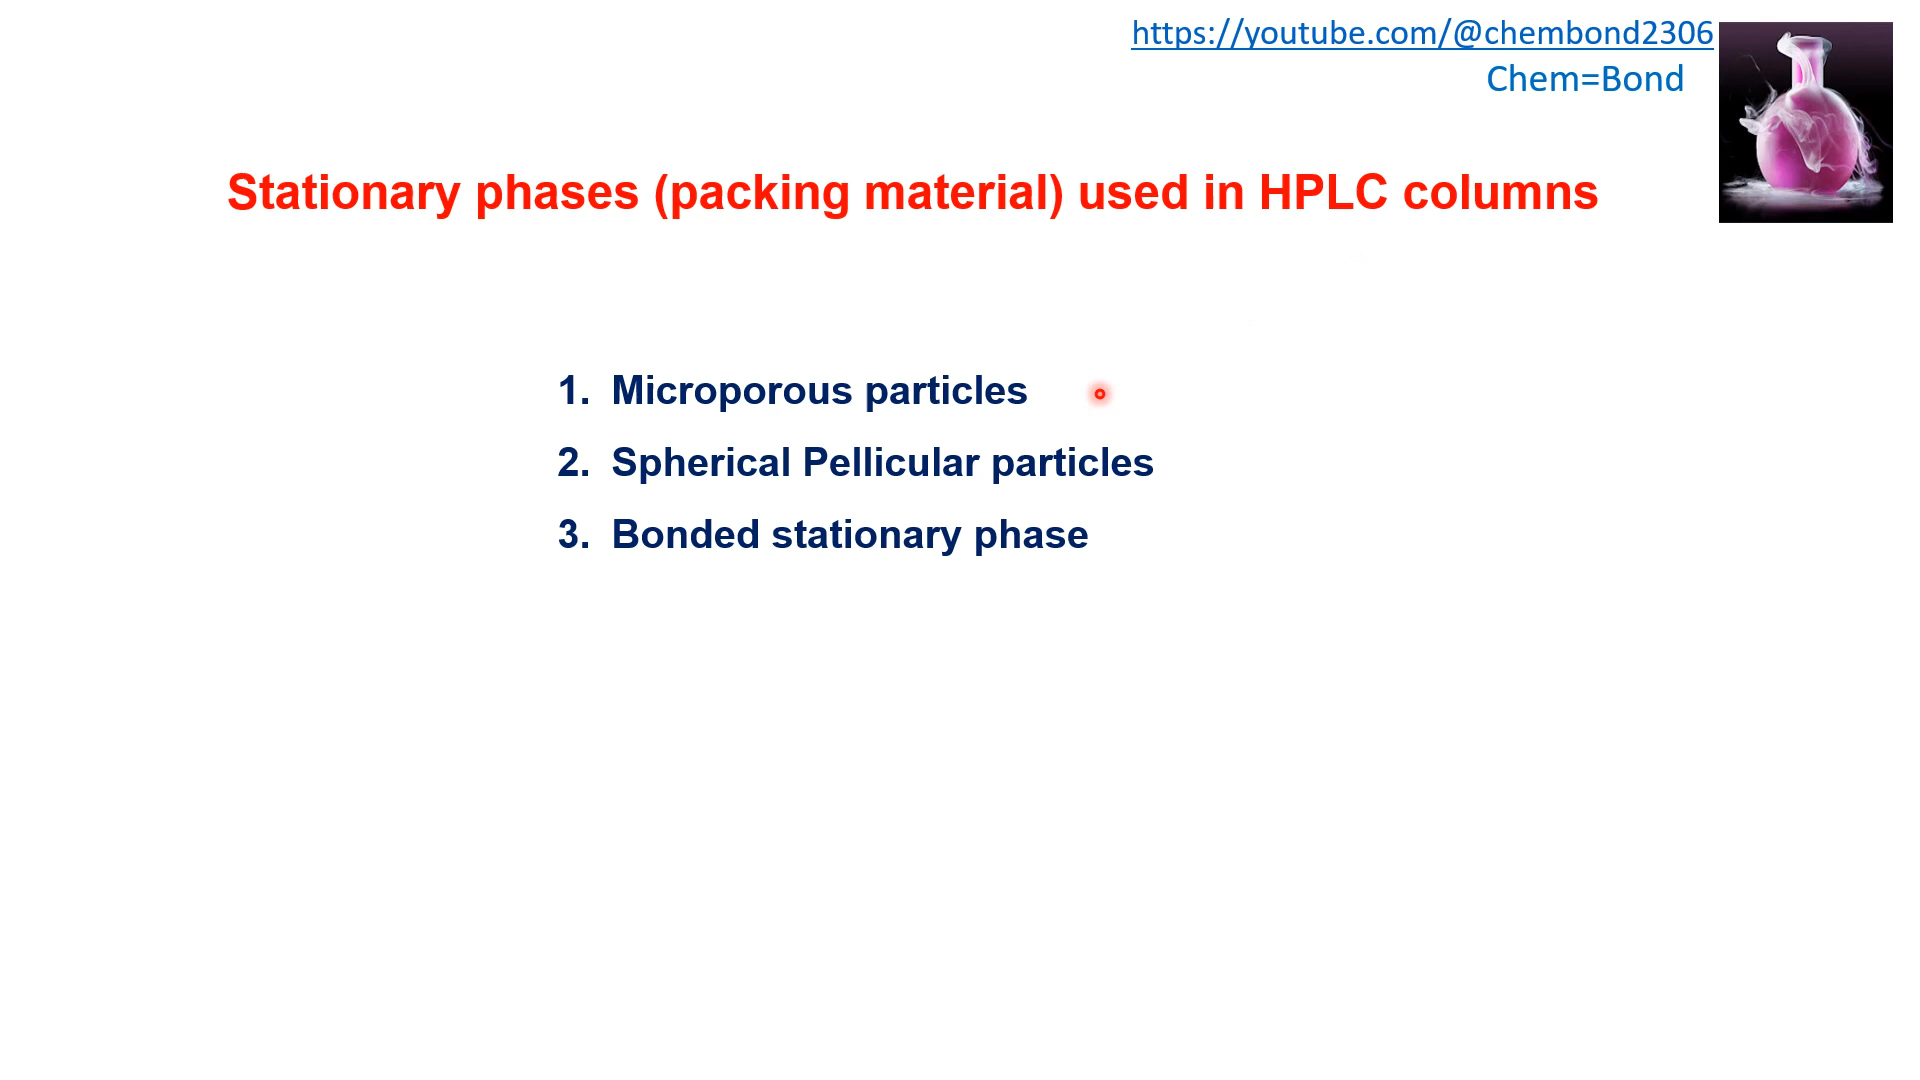 https://youtube.com/@chembond2306
Chem=Bond
Stationary phases (packing material) used in HPLC columns
1. Microporous particles
2. Spherical Pellicular particles
3. Bonded stationary phase